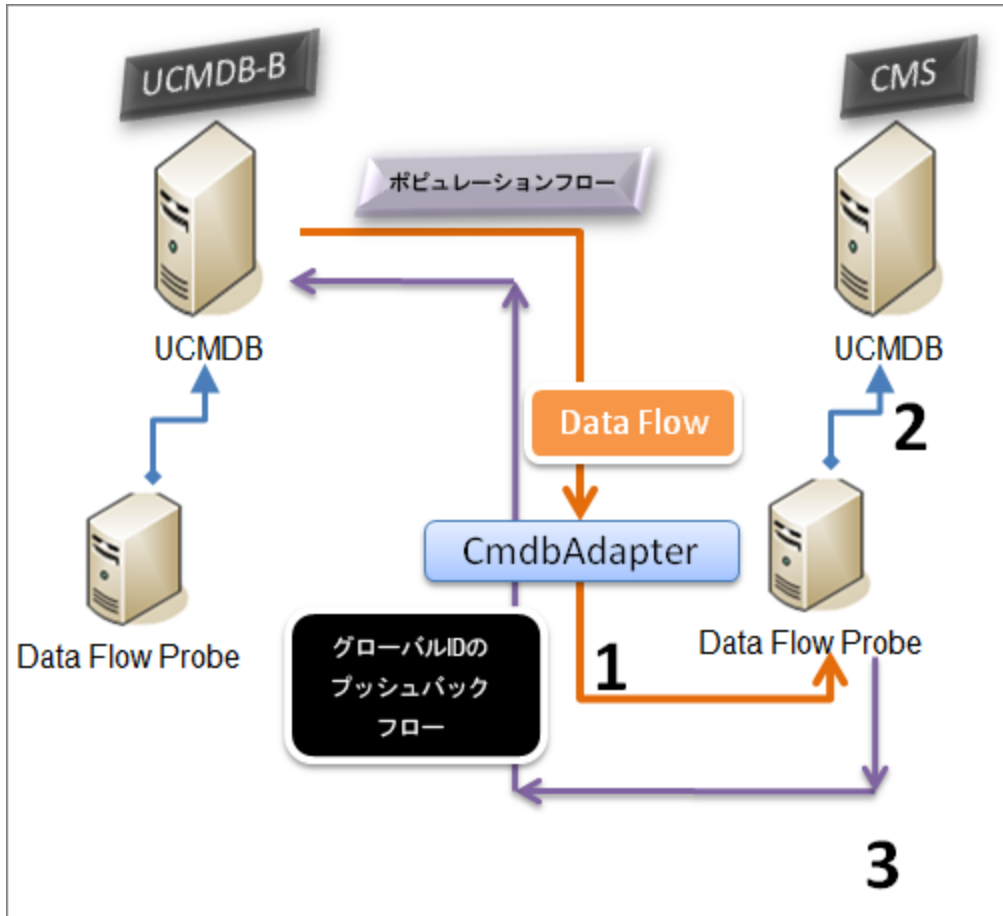 UCMDB-B
CMS
ポピュレーションフロー
UCMDB
UCMDB
Data Flow
2
CmdbAdapter
Data Flow Probe
グローバルIDの
プッシュバック
フロー
1
Data Flow Probe
3